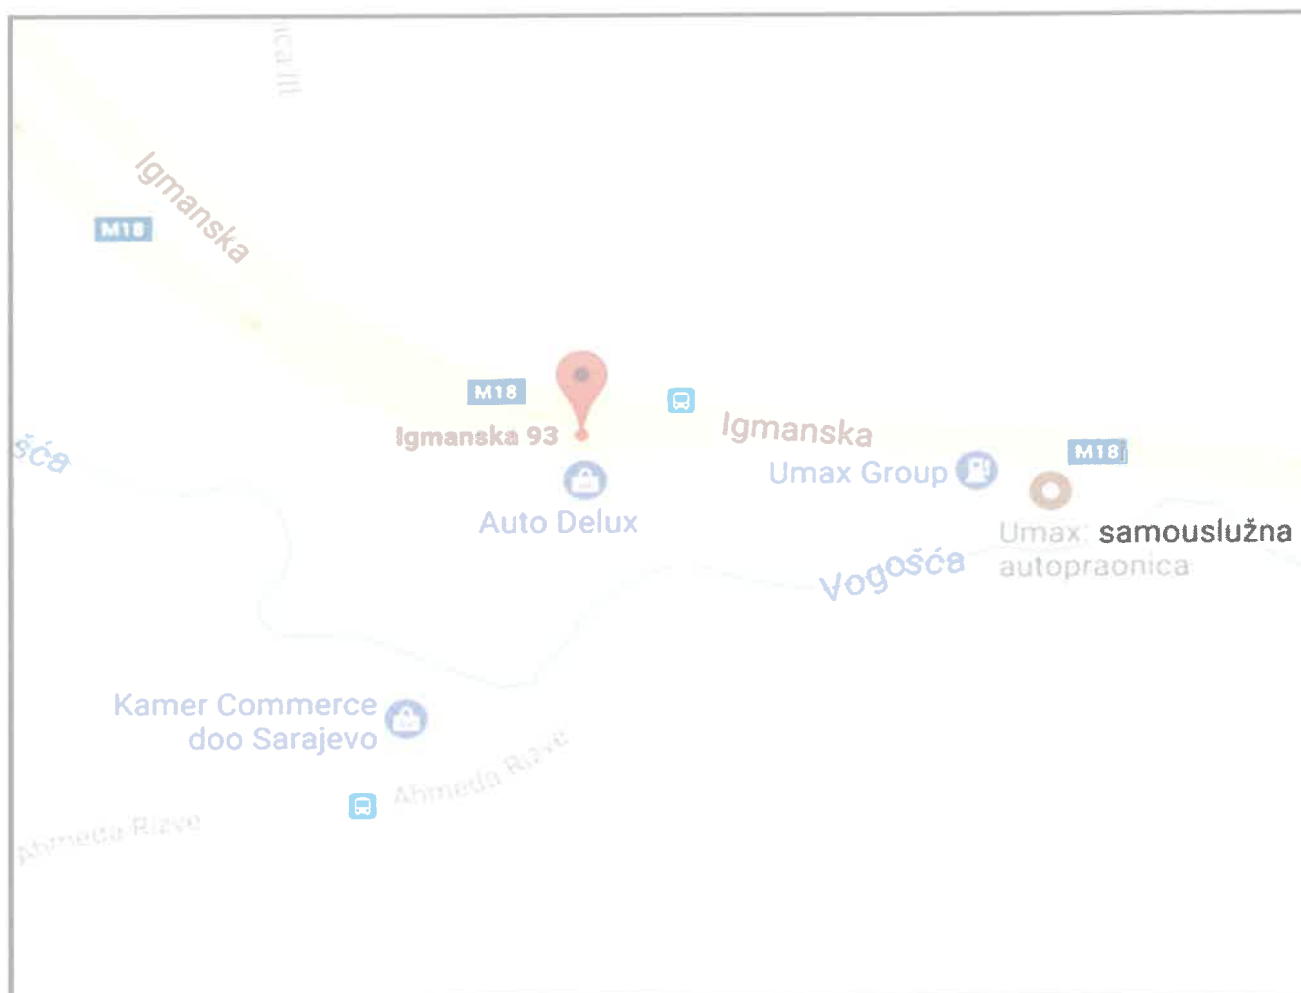 Igmanska
M18
M18
Igmanska 93
Igmanska
M18
šća
Umax Group
Auto Delux
Umax samouslužna
autopraonica
Vogošća
Kamer Commerce
doo Sarajevo
Ahmeda Rizve
Ahmeda Rizve